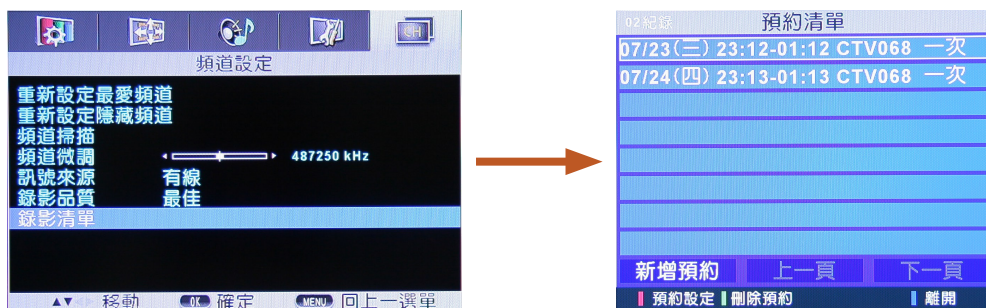 CH
頻道設定
重新設定最愛頻道
重新設定隱藏頻道
頻道掃描
頻道微調 487250 kHz
訊號來源 有線
錄影品質 最佳
錄影清單
移動 OK 確定 MENU 回上一選單
02紀錄 預約清單
07/23(三) 23:12-01:12 CTV068 一次
07/24(四) 23:13-01:13 CTV068 一次
新增預約 上一頁 下一頁
預約設定 刪除預約 離開